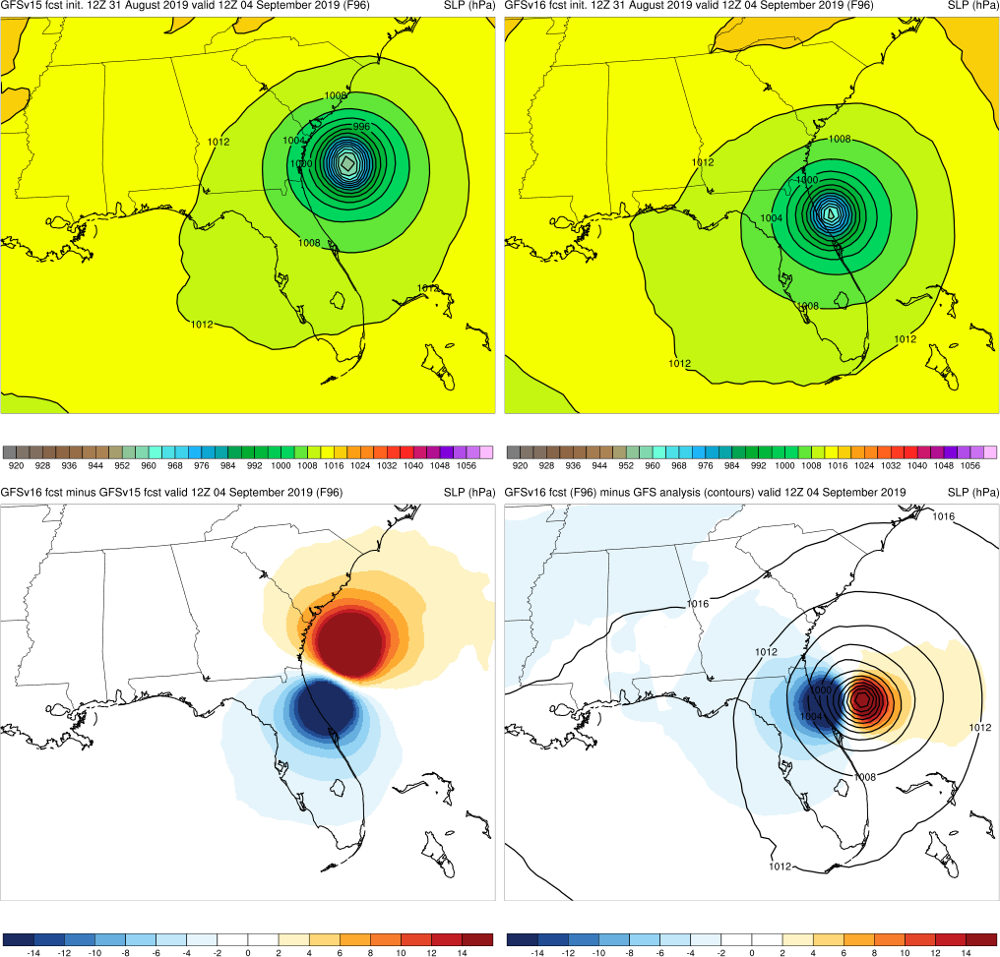 GFSv15 fcst init. 12Z 31 August 2019 valid 12Z 04 September 2019 (F96) SLP (hPa)
1008
996
1004
1012
1000
1008
1012
1012
920 928 936 944 952 960 968 976 984 992 1000 1008 1016 1024 1032 1040 1048 1056
GFSv16 fcst init. 12Z 31 August 2019 valid 12Z 04 September 2019 (F96) SLP (hPa)
1008
1012
1000
1004
1008
1012
1012
928 936 944 952 960 968 976 984 992 1000 1008 1016 1024 1032 1040 1048 1056
GFSv16 fcst minus GFSv15 fcst valid 12Z 04 September 2019 (F96) SLP (hPa)
-14 -12 -10 -8 -6 -4 -2 0 2 4 6 8 10 12 14
GFSv16 fcst (F96) minus GFS analysis (contours) valid 12Z 04 September 2019 SLP (hPa)
1016
1016
1012
1000
1004
1012
1008
1012
-14 -12 -10 -8 -6 -4 -2 0 2 4 6 8 10 12 14